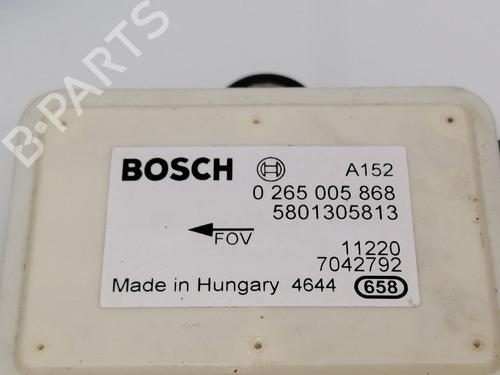 B-PARTS
BOSCH A152
0 265 005 868
5801305813
FOV
11220
7042792
Made in Hungary 4644 658